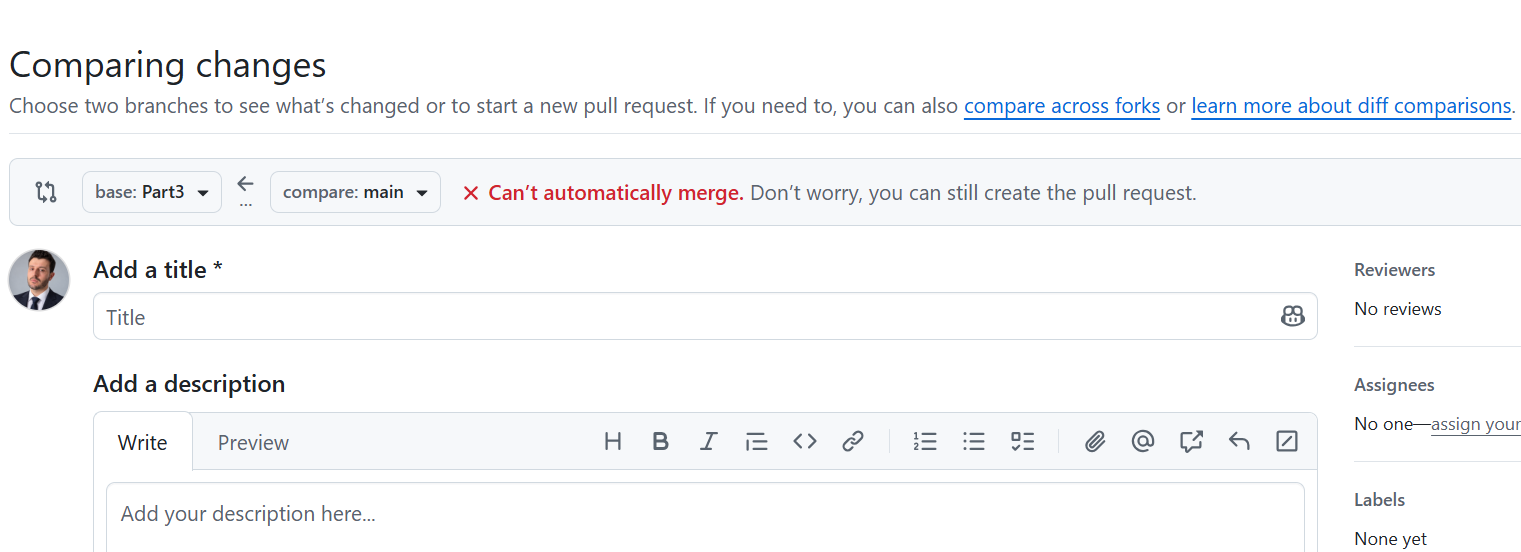 Comparing changes
Choose two branches to see what’s changed or to start a new pull request. If you need to, you can also compare across forks or learn more about diff comparisons.
base: Part3 ... compare: main Can’t automatically merge. Don’t worry, you can still create the pull request.
Add a title *
Title
Add a description
Write Preview
Add your description here...
Reviewers
No reviews
Assignees
No one—assign your
Labels
None yet